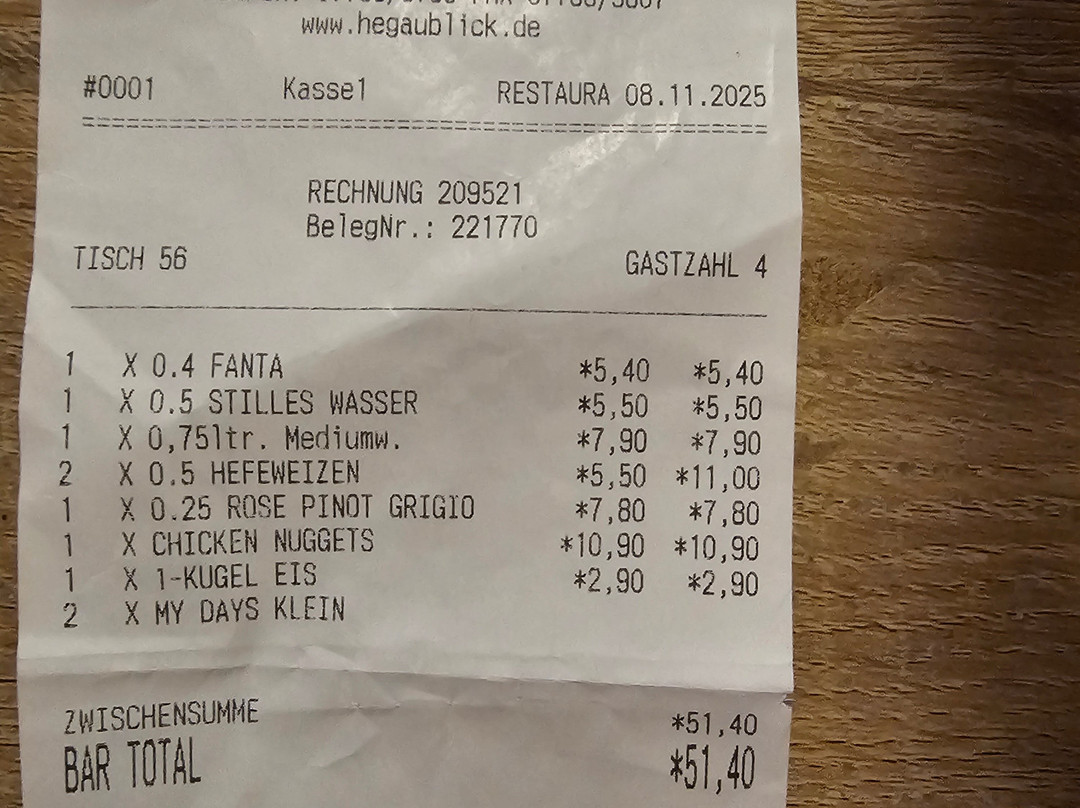 www.hegaublick.de
#0001 Kasse1 RESTAURA 08.11.2025
RECHNUNG 209521
BelegNr.: 221770
TISCH 56 GASTZAHL 4
1 X 0.4 FANTA *5,40 *5,40
1 X 0.5 STILLES WASSER *5,50 *5,50
1 X 0,75ltr. Mediumw. *7,90 *7,90
2 X 0.5 HEFEWEIZEN *5,50 *11,00
1 X 0.25 ROSE PINOT GRIGIO *7,80 *7,80
1 X CHICKEN NUGGETS *10,90 *10,90
1 X 1-KUGEL EIS *2,90 *2,90
2 X MY DAYS KLEIN
ZWISCHENSUMME *51,40
BAR TOTAL *51,40